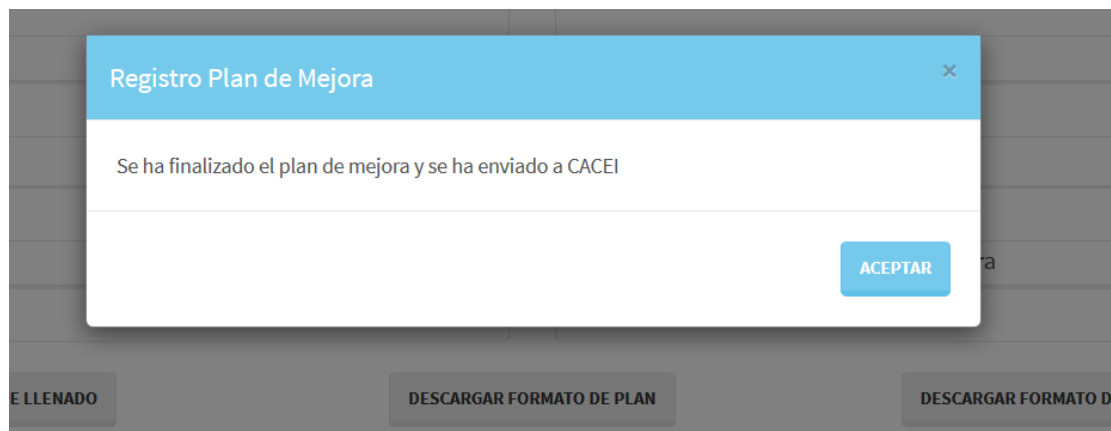 Registro Plan de Mejora
×
Se ha finalizado el plan de mejora y se ha enviado a CACEI
ACEPTAR
ra
E LLENADO
DESCARGAR FORMATO DE PLAN
DESCARGAR FORMATO D